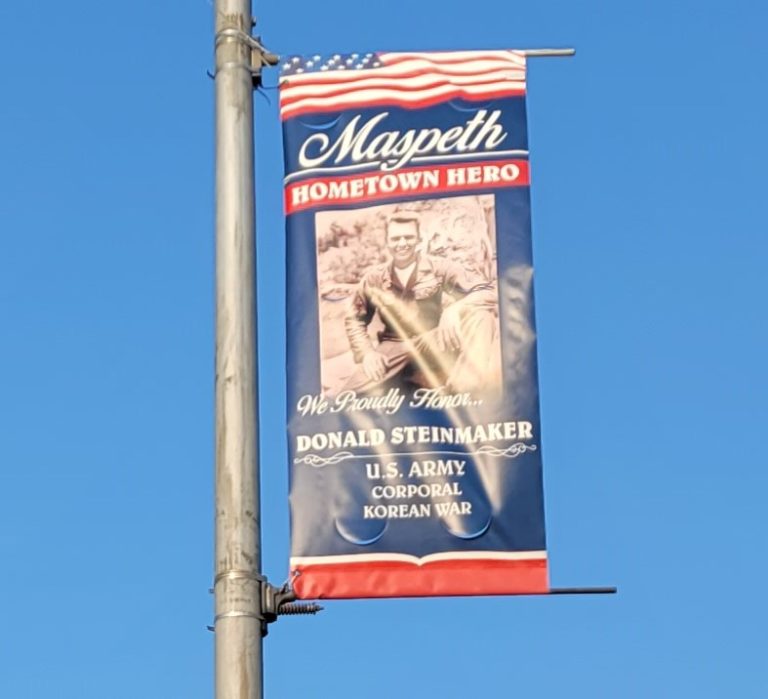 Maspeth
HOMETOWN HERO
We Proudly Honor...
DONALD STEINMAKER
U.S. ARMY
CORPORAL
KOREAN WAR